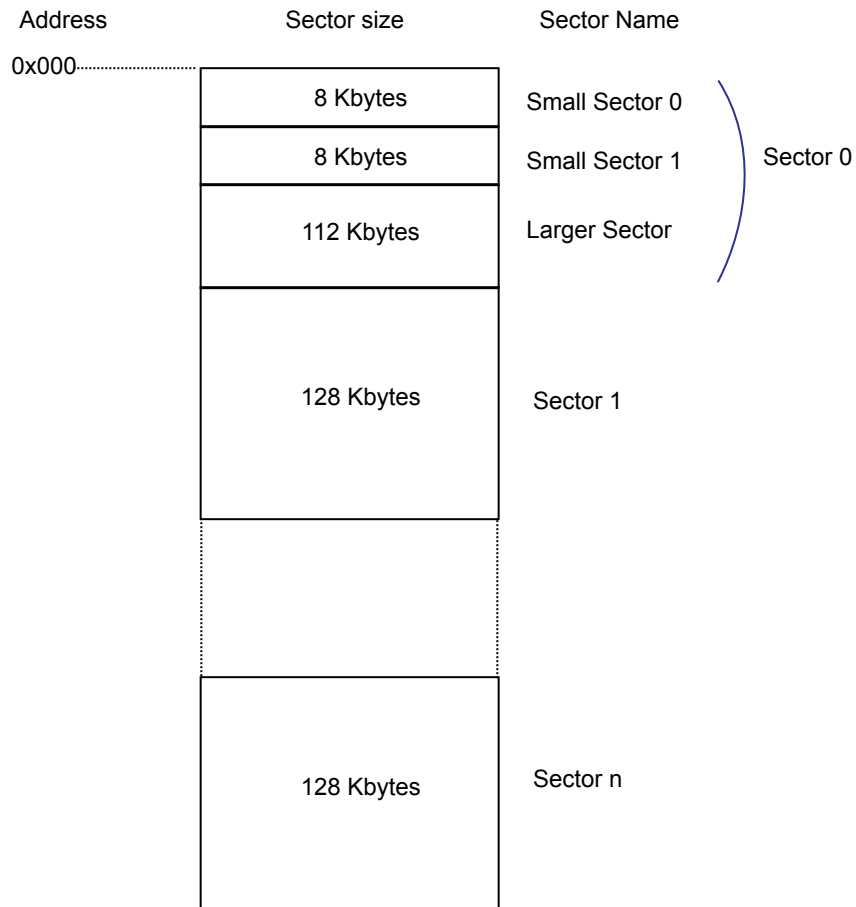 Address Sector size Sector Name
0x000
8 Kbytes Small Sector 0
8 Kbytes Small Sector 1 Sector 0
112 Kbytes Larger Sector
128 Kbytes Sector 1
128 Kbytes Sector n